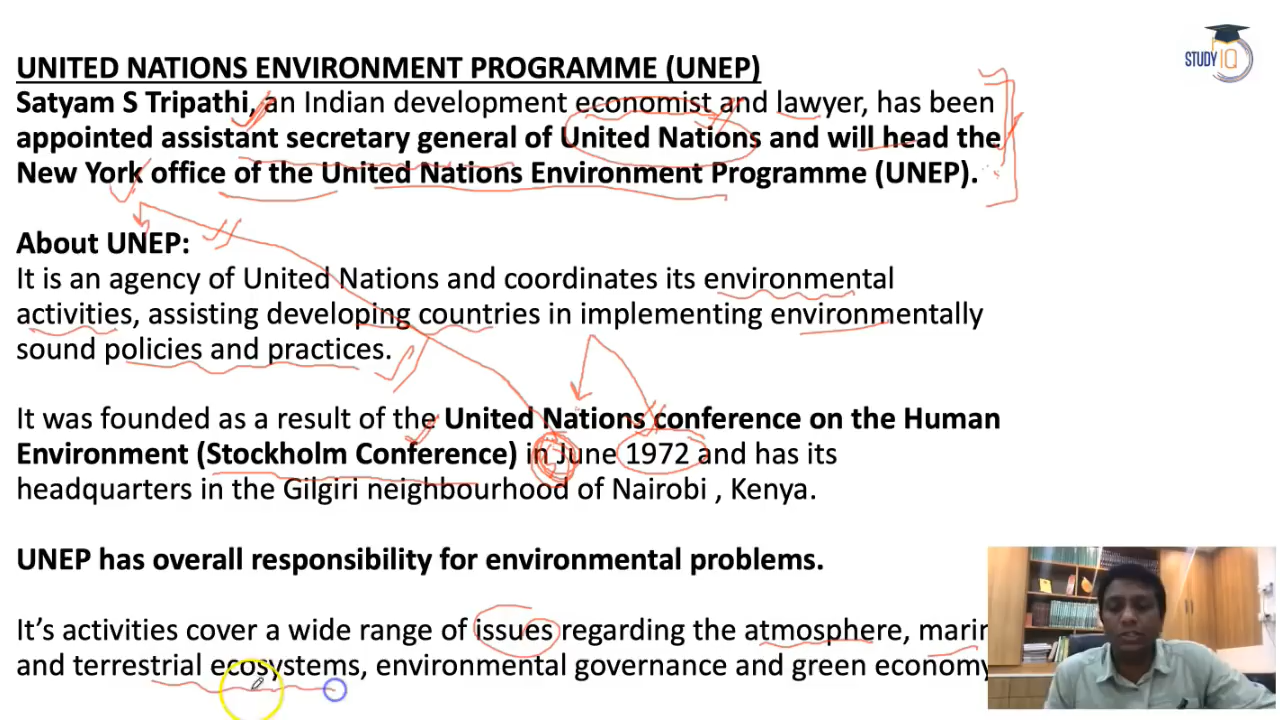 STUDY IQ
UNITED NATIONS ENVIRONMENT PROGRAMME (UNEP)
Satyam S Tripathi, an Indian development economist and lawyer, has been
appointed assistant secretary general of United Nations and will head the
New York office of the United Nations Environment Programme (UNEP).
About UNEP:
It is an agency of United Nations and coordinates its environmental
activities, assisting developing countries in implementing environmentally
sound policies and practices.
It was founded as a result of the United Nations conference on the Human
Environment (Stockholm Conference) in June 1972 and has its
headquarters in the Gilgiri neighbourhood of Nairobi , Kenya.
UNEP has overall responsibility for environmental problems.
It's activities cover a wide range of issues regarding the atmosphere, marin
and terrestrial ecosystems, environmental governance and green economy